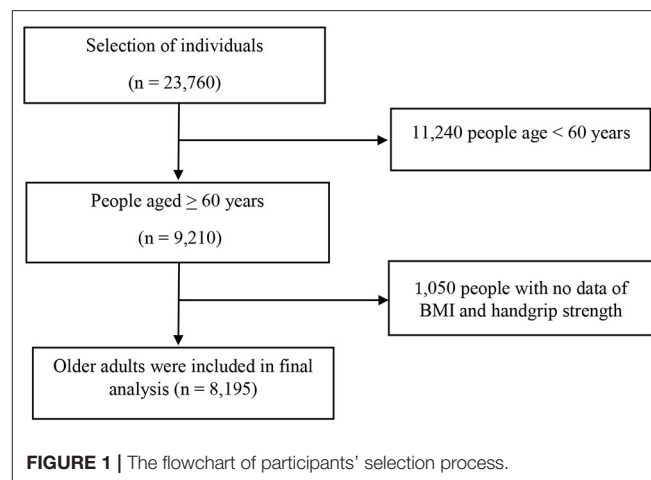 Selection of individuals
(n = 23,760)
11,240 people age < 60 years
People aged ≥ 60 years
(n = 9,210)
1,050 people with no data of
BMI and handgrip strength
Older adults were included in final
analysis (n = 8,195)
FIGURE 1 | The flowchart of participants' selection process.